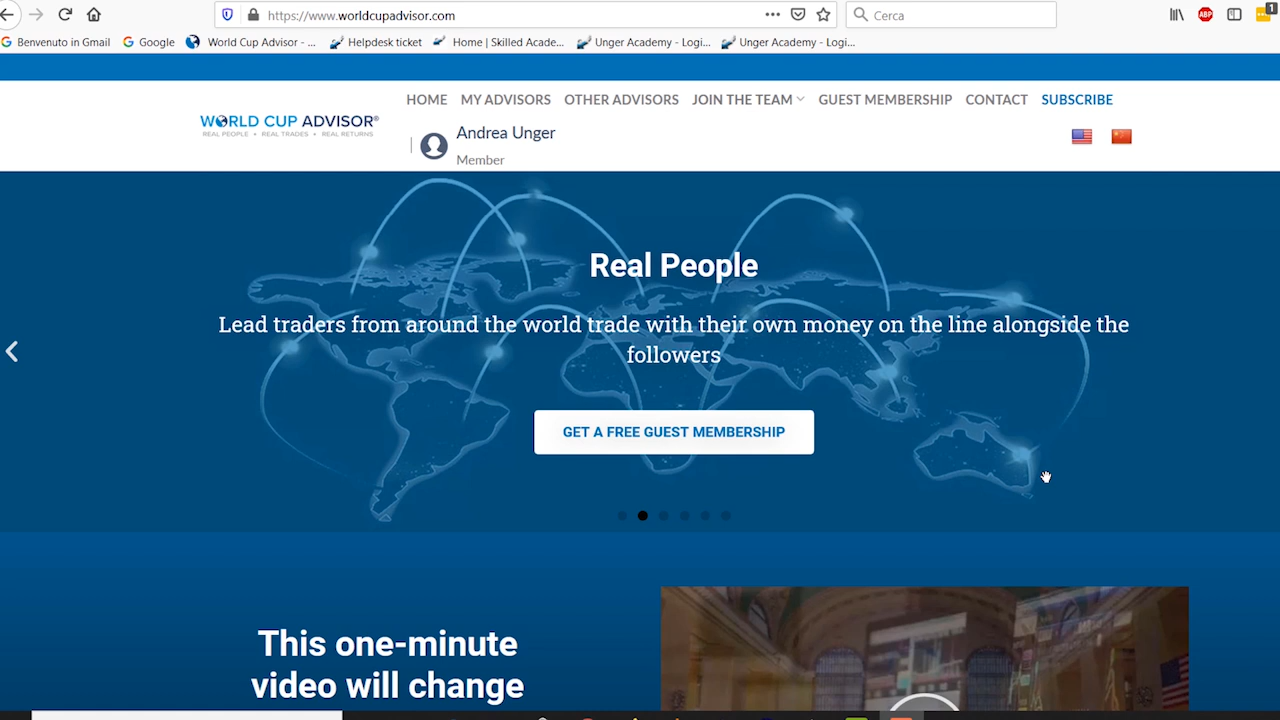 https://www.worldcupadvisor.com
Cerca
ABP
1
Benvenuto in Gmail
Google
World Cup Advisor - ...
Helpdesk ticket
Home | Skilled Acade...
Unger Academy - Logi...
Unger Academy - Logi...
HOME
MY ADVISORS
OTHER ADVISORS
JOIN THE TEAM
GUEST MEMBERSHIP
CONTACT
SUBSCRIBE
WORLD CUP ADVISOR®
REAL PEOPLE • REAL TRADES • REAL RETURNS
Andrea Unger
Member
Real People
Lead traders from around the world trade with their own money on the line alongside the
followers
GET A FREE GUEST MEMBERSHIP
This one-minute
video will change